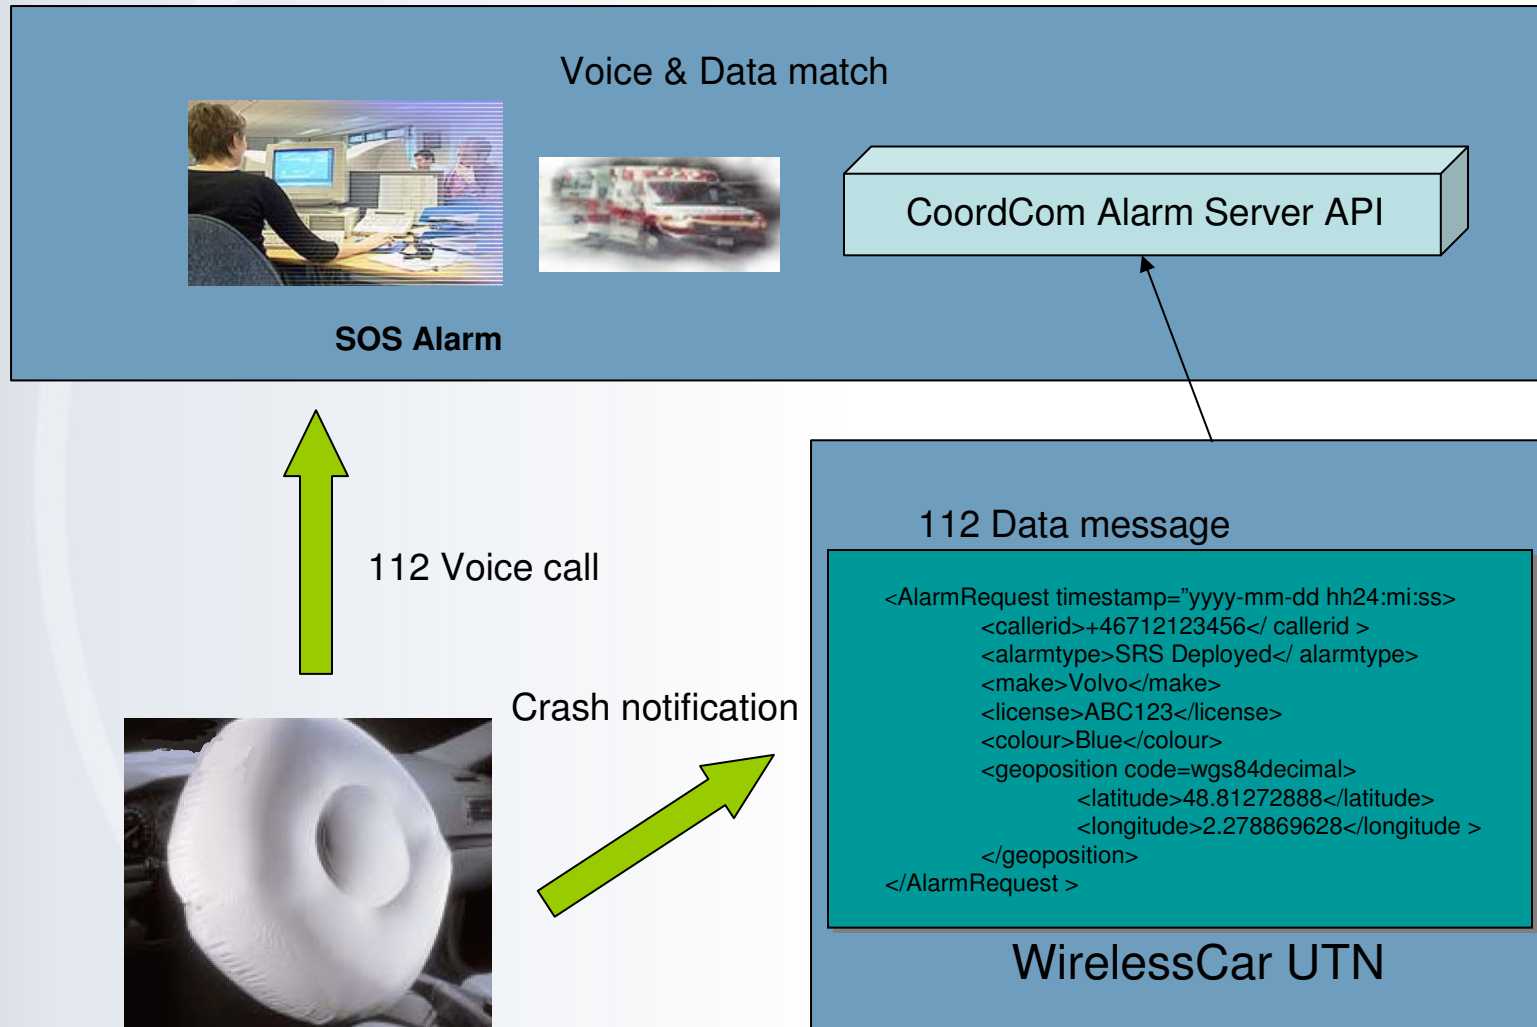 Voice & Data match
CoordCom Alarm Server API
SOS Alarm
112 Voice call
Crash notification
112 Data message
<AlarmRequest timestamp=”yyyy-mm-dd hh24:mi:ss>
<callerid>+46712123456</ callerid >
<alarmtype>SRS Deployed</ alarmtype>
<make>Volvo</make>
<license>ABC123</license>
<colour>Blue</colour>
<geoposition code=wgs84decimal>
<latitude>48.81272888</latitude>
<longitude>2.278869628</longitude >
</geoposition>
</AlarmRequest >
WirelessCar UTN